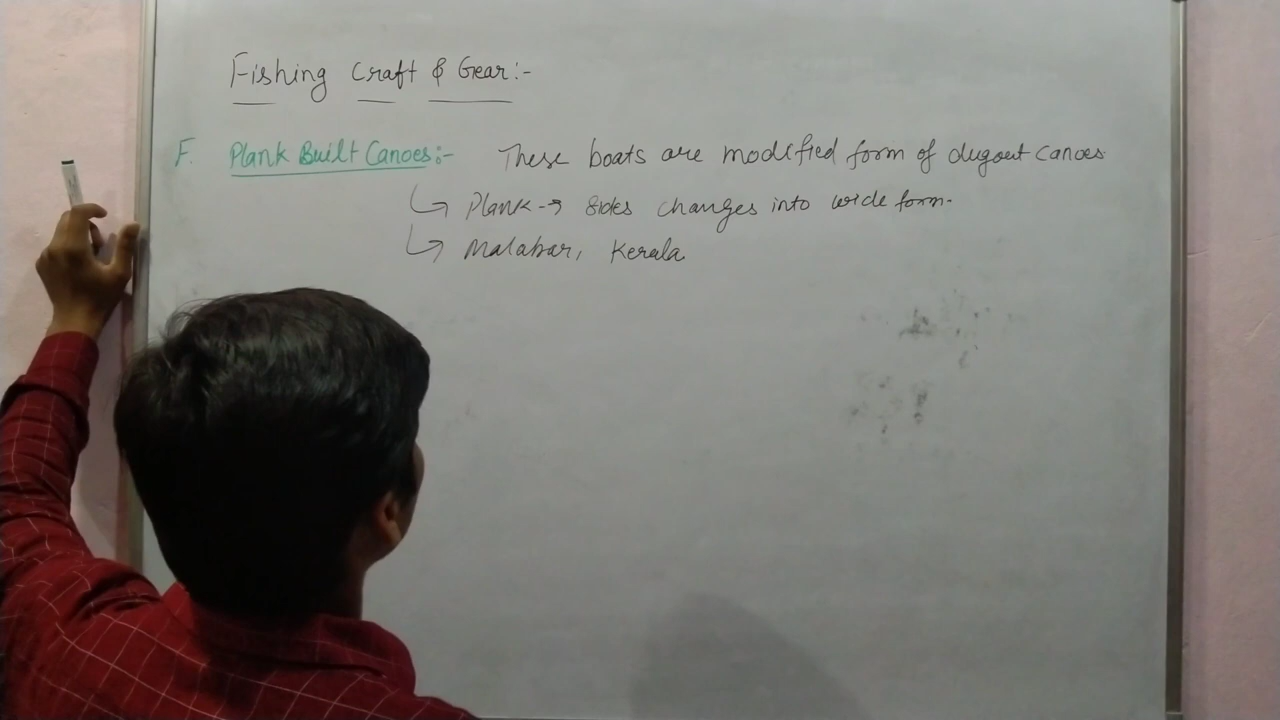 Fishing Craft & Gear:-
F. Plank Built Canoes:- These boats are modified form of dugout canoes
↳ Plank → sides changes into wide form.
↳ Malabar, Kerala